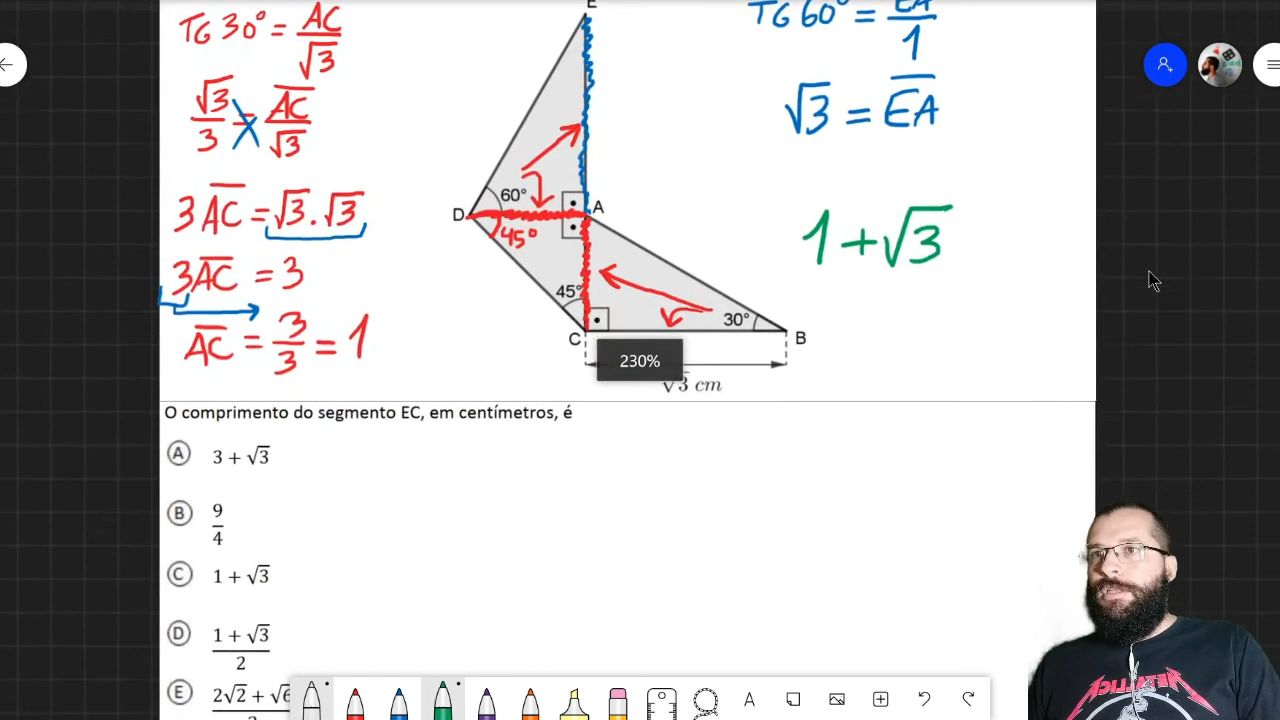 TG 30° = AC/√3
√3/3 = AC/√3
3AC = √3 . √3
3AC = 3
AC = 3/3 = 1
E
60°
D
A
45°
45°
C
30°
B
√3 cm
230%
TG 60° = EA/1
√3 = EA
1 + √3
O comprimento do segmento EC, em centímetros, é
A 3 + √3
B 9/4
C 1 + √3
D 1 + √3/2
E 2√2 + √6
A
METALLICA